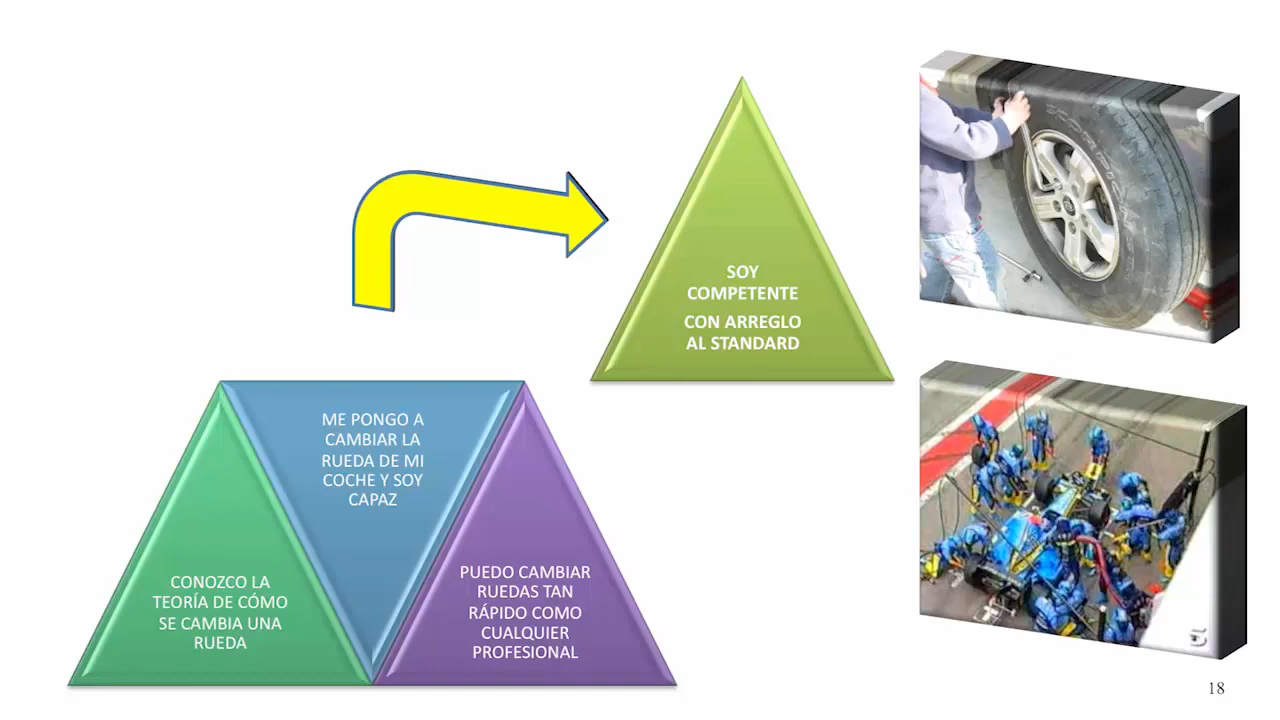 SOY
COMPETENTE
CON ARREGLO
AL STANDARD
ME PONGO A
CAMBIAR LA
RUEDA DE MI
COCHE Y SOY
CAPAZ
CONOZCO LA
TEORÍA DE CÓMO
SE CAMBIA UNA
RUEDA
PUEDO CAMBIAR
RUEDAS TAN
RÁPIDO COMO
CUALQUIER
PROFESIONAL
18